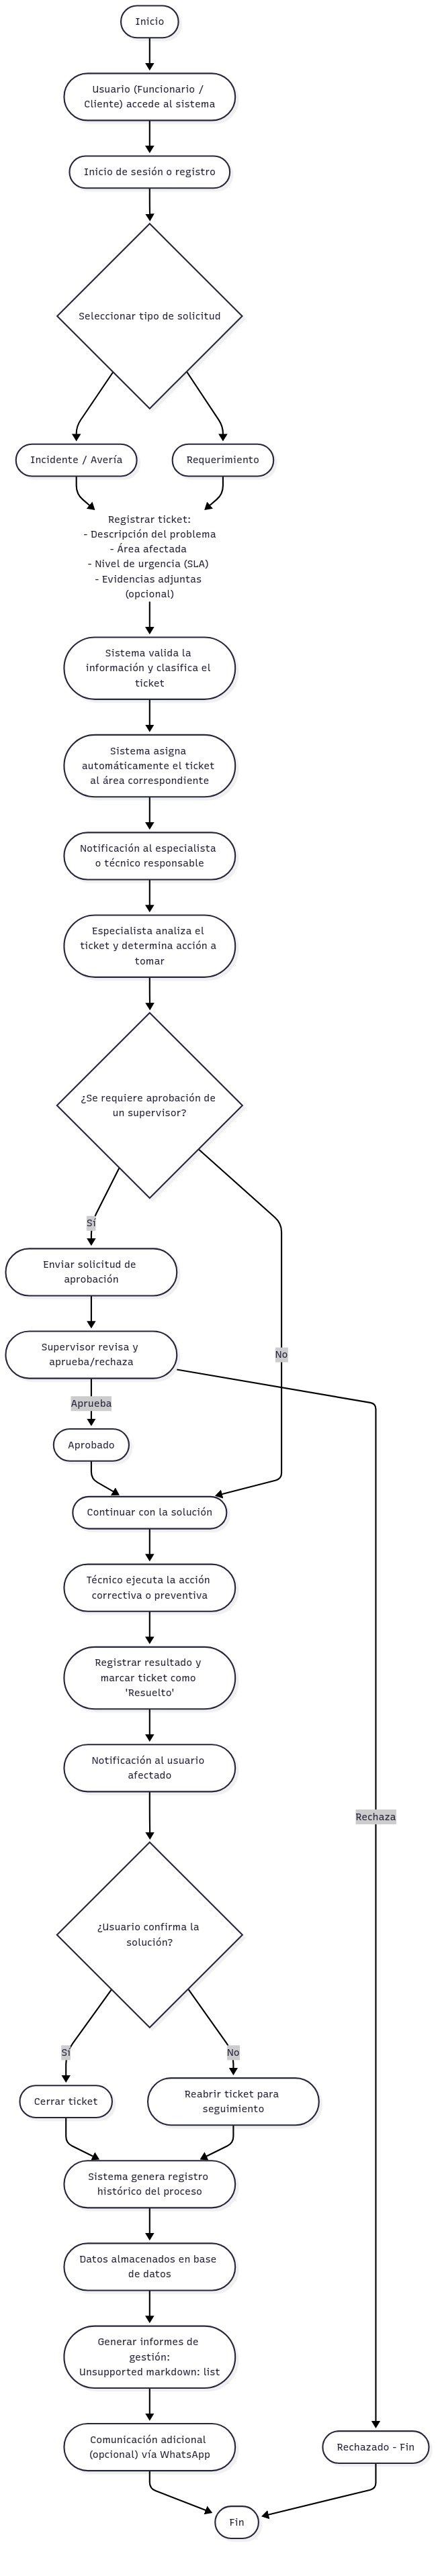 Inicio
Usuario (Funcionario /
Cliente) accede al sistema
Inicio de sesión o registro
Seleccionar tipo de solicitud
Incidente / Avería
Requerimiento
Registrar ticket:
- Descripción del problema
- Área afectada
- Nivel de urgencia (SLA)
- Evidencias adjuntas
(opcional)
Sistema valida la
información y clasifica el
ticket
Sistema asigna
automáticamente el ticket
al área correspondiente
Notificación al especialista
o técnico responsable
Especialista analiza el
ticket y determina acción a
tomar
¿Se requiere aprobación de
un supervisor?
Sí
Enviar solicitud de
aprobación
Supervisor revisa y
aprueba/rechaza
No
Aprueba
Aprobado
Continuar con la solución
Técnico ejecuta la acción
correctiva o preventiva
Registrar resultado y
marcar ticket como
'Resuelto'
Notificación al usuario
afectado
Rechaza
¿Usuario confirma la
solución?
Sí
No
Cerrar ticket
Reabrir ticket para
seguimiento
Sistema genera registro
histórico del proceso
Datos almacenados en base
de datos
Generar informes de
gestión:
Unsupported markdown: list
Comunicación adicional
(opcional) vía WhatsApp
Rechazado - Fin
Fin